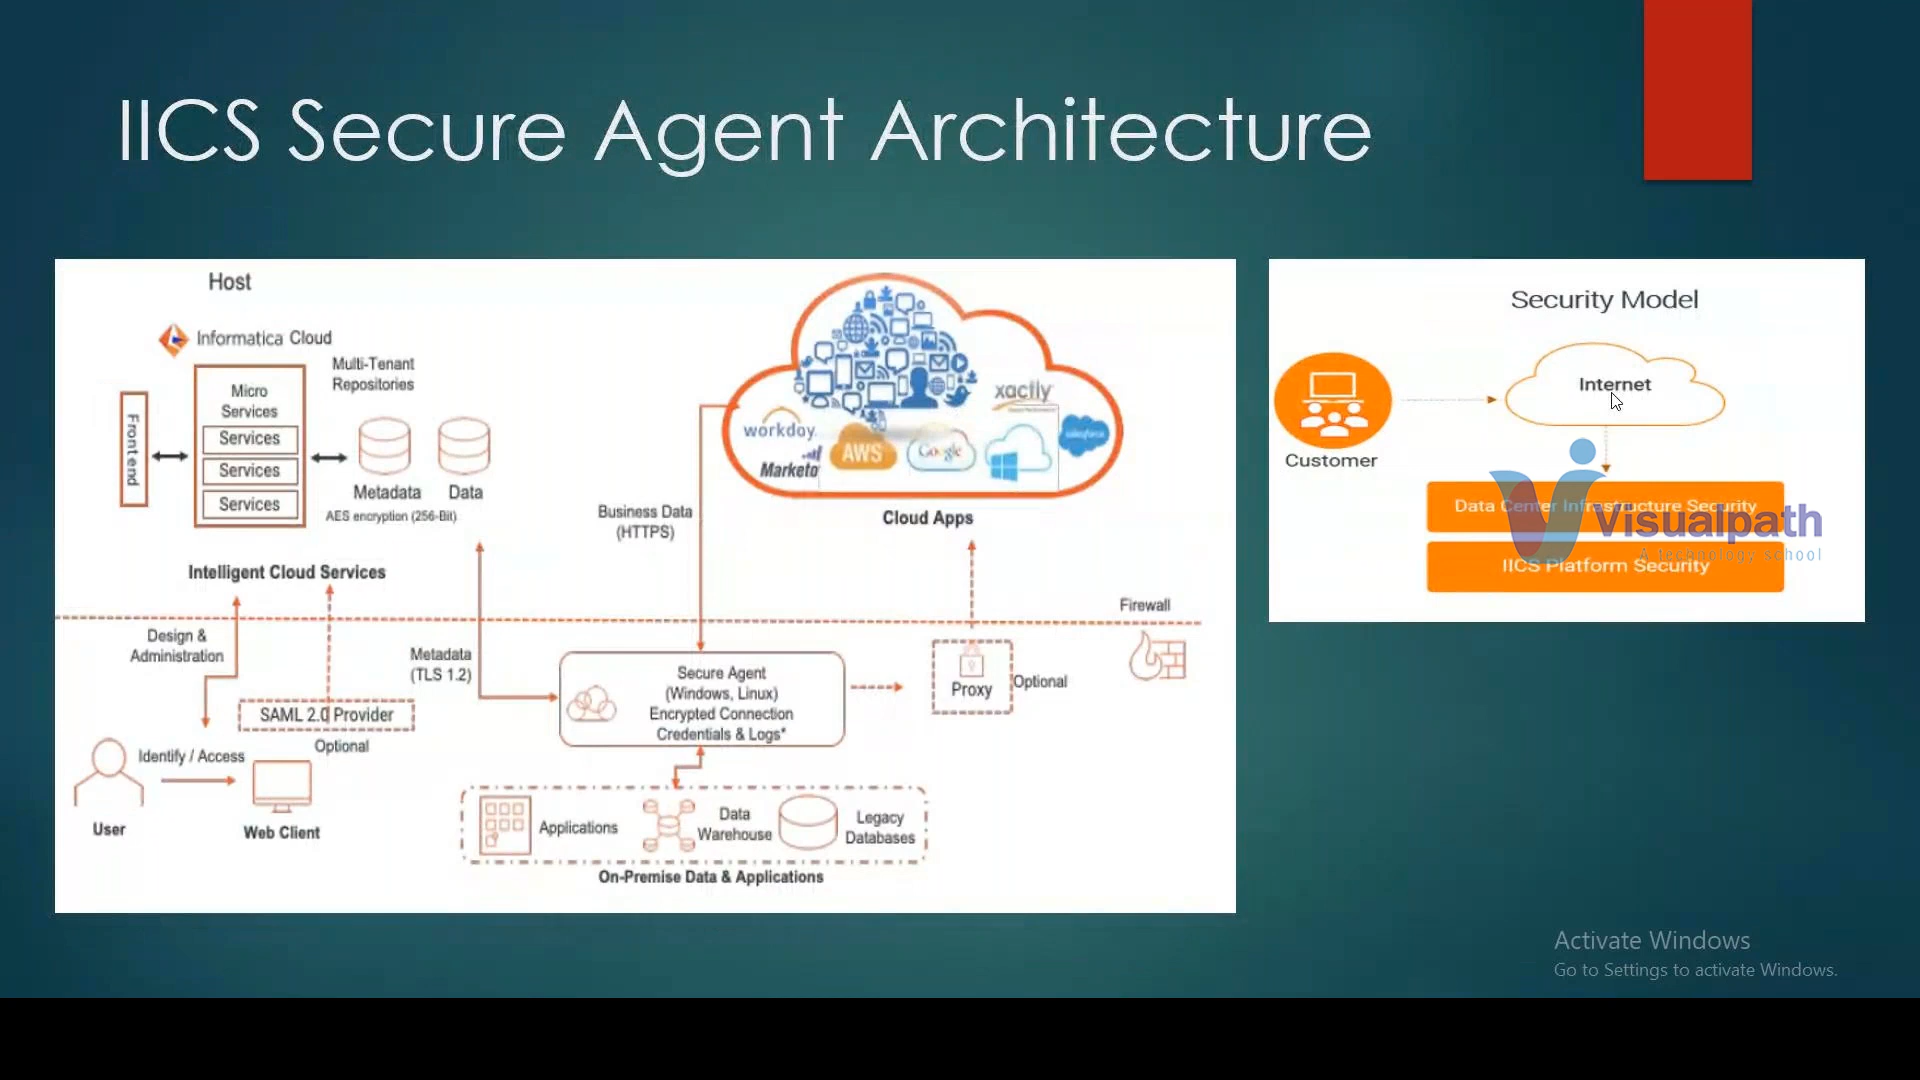 IICS Secure Agent Architecture
Host
Informatica Cloud
Multi-Tenant
Repositories
Frontend
Micro
Services
Services
Services
Services
Metadata
Data
AES encryption (256-Bit)
Intelligent Cloud Services
workday.
Marketo
AWS
Google
xactly
salesforce
Cloud Apps
Business Data
(HTTPS)
Firewall
Design &
Administration
Metadata
(TLS 1.2)
SAML 2.0 Provider
Optional
Identify / Access
User
Web Client
Secure Agent
(Windows, Linux)
Encrypted Connection
Credentials & Logs*
Proxy
Optional
Applications
Data
Warehouse
Legacy
Databases
On-Premise Data & Applications
Security Model
Internet
Customer
Data Center Infrastructure Security
Visualpath
A technology school
IICS Platform Security
Activate Windows
Go to Settings to activate Windows.